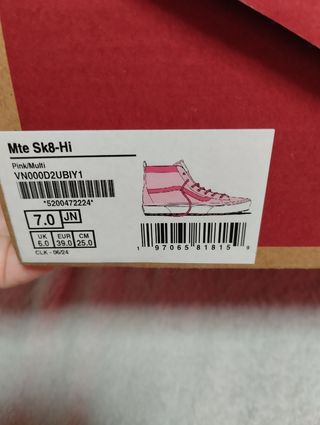 Mte Sk8-Hi
Pink/Multi
VN000D2UBIY1
*5200472224*
7.0 JN
UK EUR CM
6.0 39.0 25.0
CLK - 06/24
1 97065 81815 9